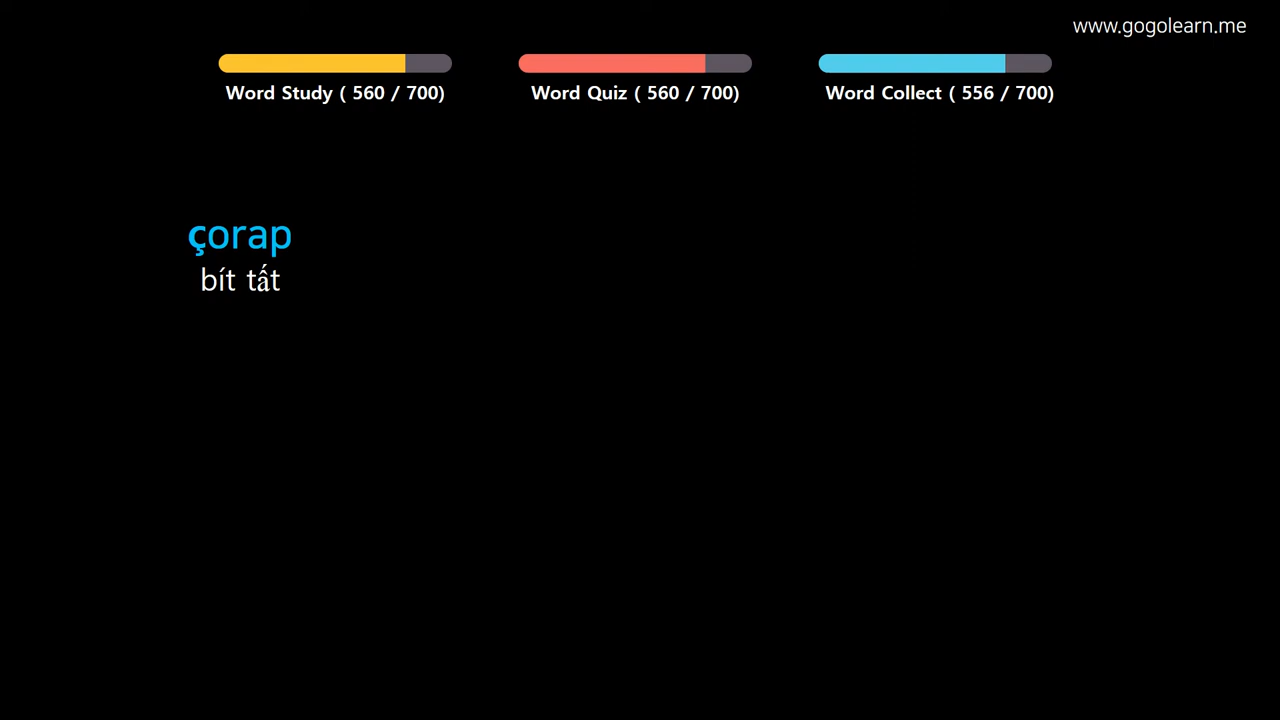 www.gogolearn.me
Word Study ( 560 / 700)
Word Quiz ( 560 / 700)
Word Collect ( 556 / 700)
çorap
bít tất